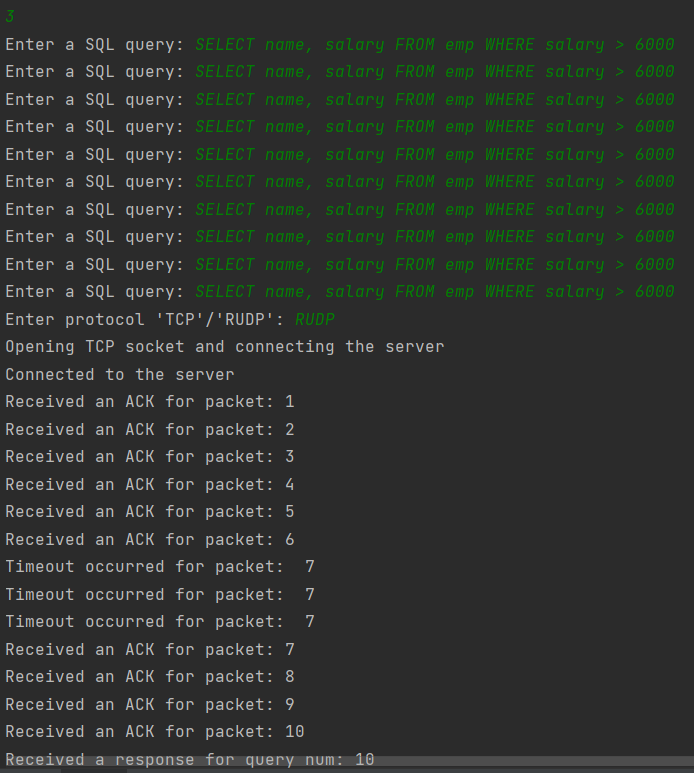 3
Enter a SQL query: SELECT name, salary FROM emp WHERE salary > 6000
Enter a SQL query: SELECT name, salary FROM emp WHERE salary > 6000
Enter a SQL query: SELECT name, salary FROM emp WHERE salary > 6000
Enter a SQL query: SELECT name, salary FROM emp WHERE salary > 6000
Enter a SQL query: SELECT name, salary FROM emp WHERE salary > 6000
Enter a SQL query: SELECT name, salary FROM emp WHERE salary > 6000
Enter a SQL query: SELECT name, salary FROM emp WHERE salary > 6000
Enter a SQL query: SELECT name, salary FROM emp WHERE salary > 6000
Enter a SQL query: SELECT name, salary FROM emp WHERE salary > 6000
Enter a SQL query: SELECT name, salary FROM emp WHERE salary > 6000
Enter protocol 'TCP'/'RUDP': RUDP
Opening TCP socket and connecting the server
Connected to the server
Received an ACK for packet: 1
Received an ACK for packet: 2
Received an ACK for packet: 3
Received an ACK for packet: 4
Received an ACK for packet: 5
Received an ACK for packet: 6
Timeout occurred for packet:  7
Timeout occurred for packet:  7
Timeout occurred for packet:  7
Received an ACK for packet: 7
Received an ACK for packet: 8
Received an ACK for packet: 9
Received an ACK for packet: 10
Received a response for query num: 10